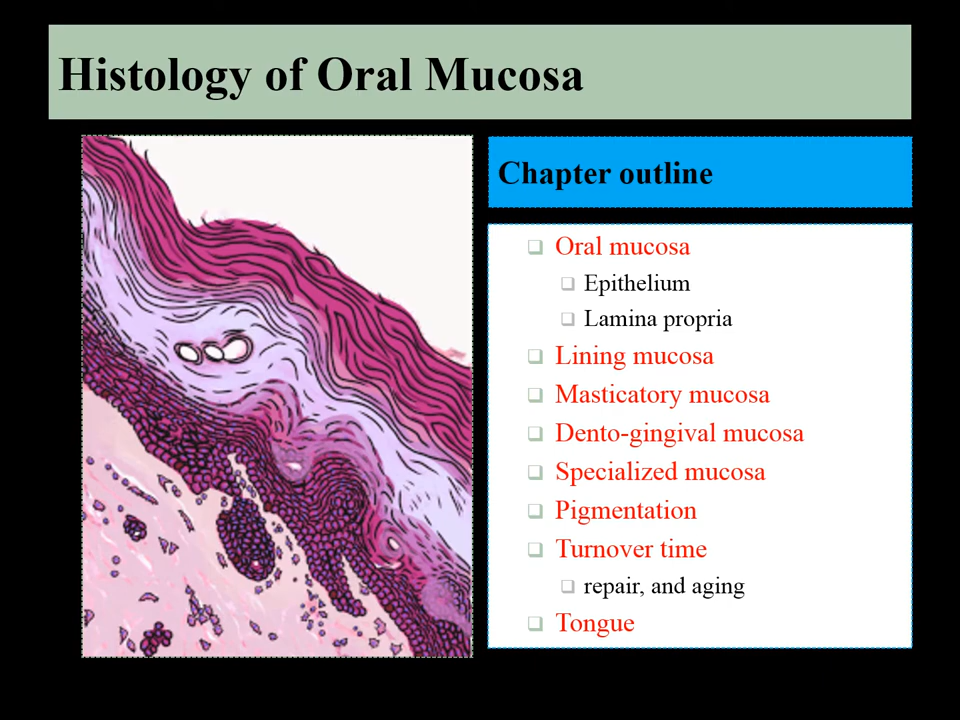 Histology of Oral Mucosa
Chapter outline
Oral mucosa
Epithelium
Lamina propria
Lining mucosa
Masticatory mucosa
Dento-gingival mucosa
Specialized mucosa
Pigmentation
Turnover time
repair, and aging
Tongue